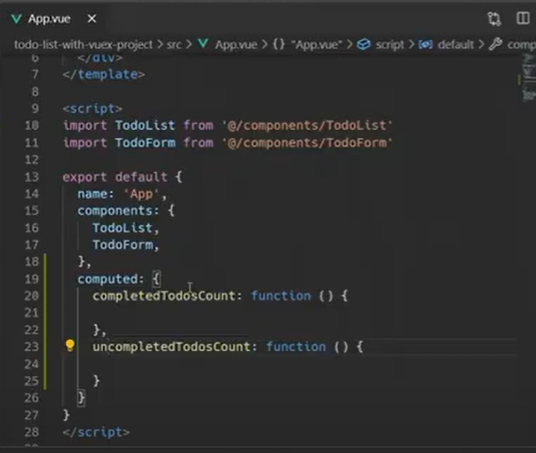 App.vue
todo-list-with-vuex-project > src > App.vue > {} "App.vue" > script > default > comp
6 </div>
7 </template>
8
9 <script>
10 import TodoList from '@/components/TodoList'
11 import TodoForm from '@/components/TodoForm'
12
13 export default {
14 name: 'App',
15 components: {
16 TodoList,
17 TodoForm,
18 },
19 computed: {
20 completedTodosCount: function () {
21
22 },
23 uncompletedTodosCount: function () {
24
25 }
26 }
27 }
28 </script>